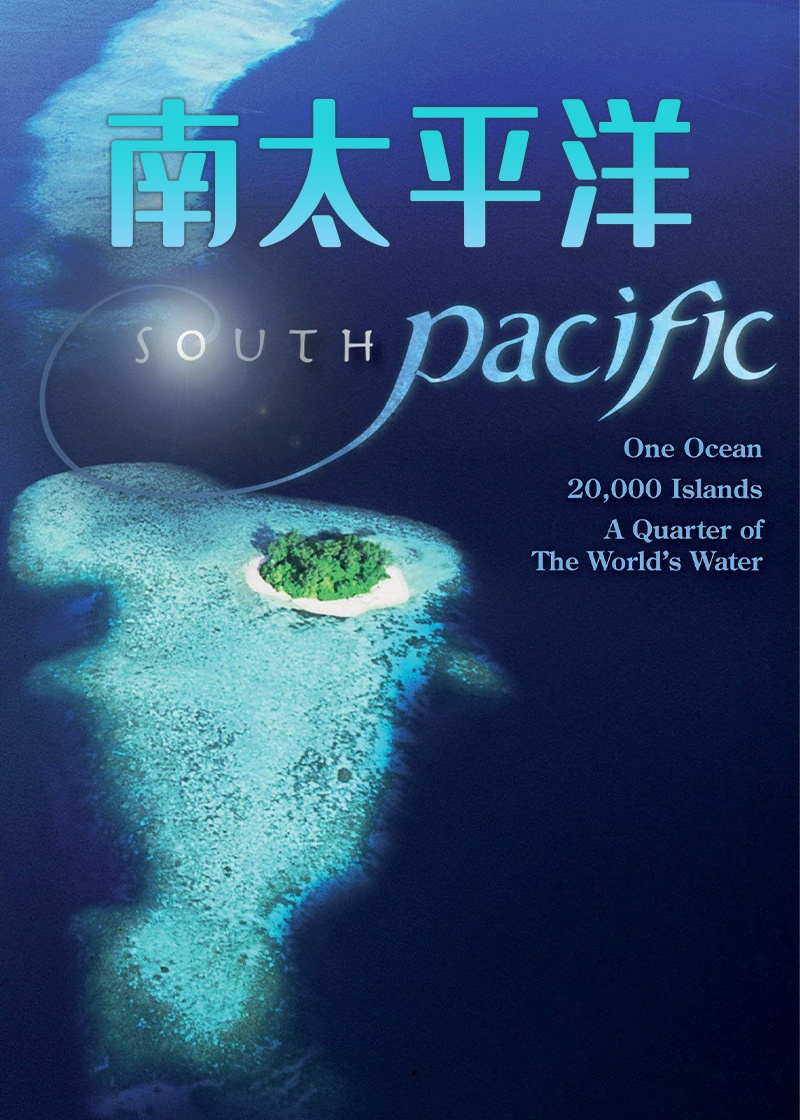 南太平洋
SOUTH pacific
One Ocean
20,000 Islands
A Quarter of
The World's Water